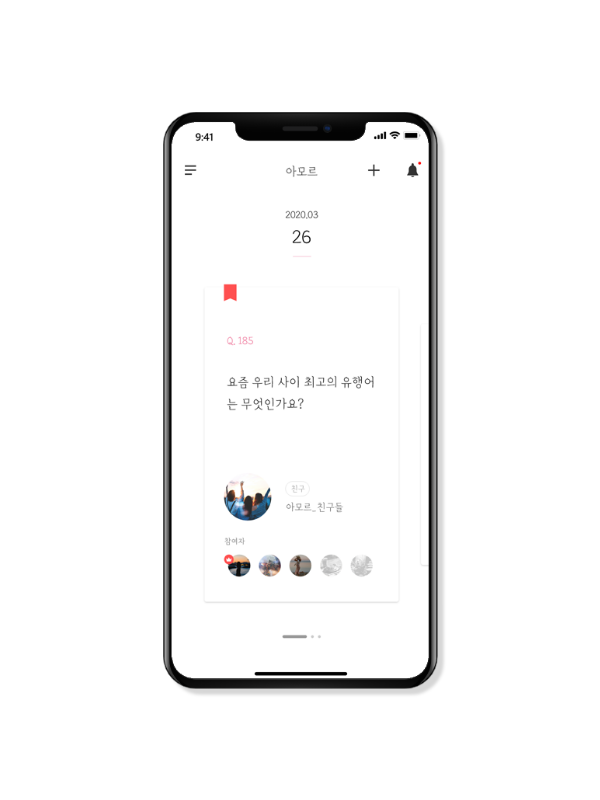 9:41
아모르
2020.03
26
Q. 185
요즘 우리 사이 최고의 유행어
는 무엇인가요?
친구
아모르_친구들
참여자